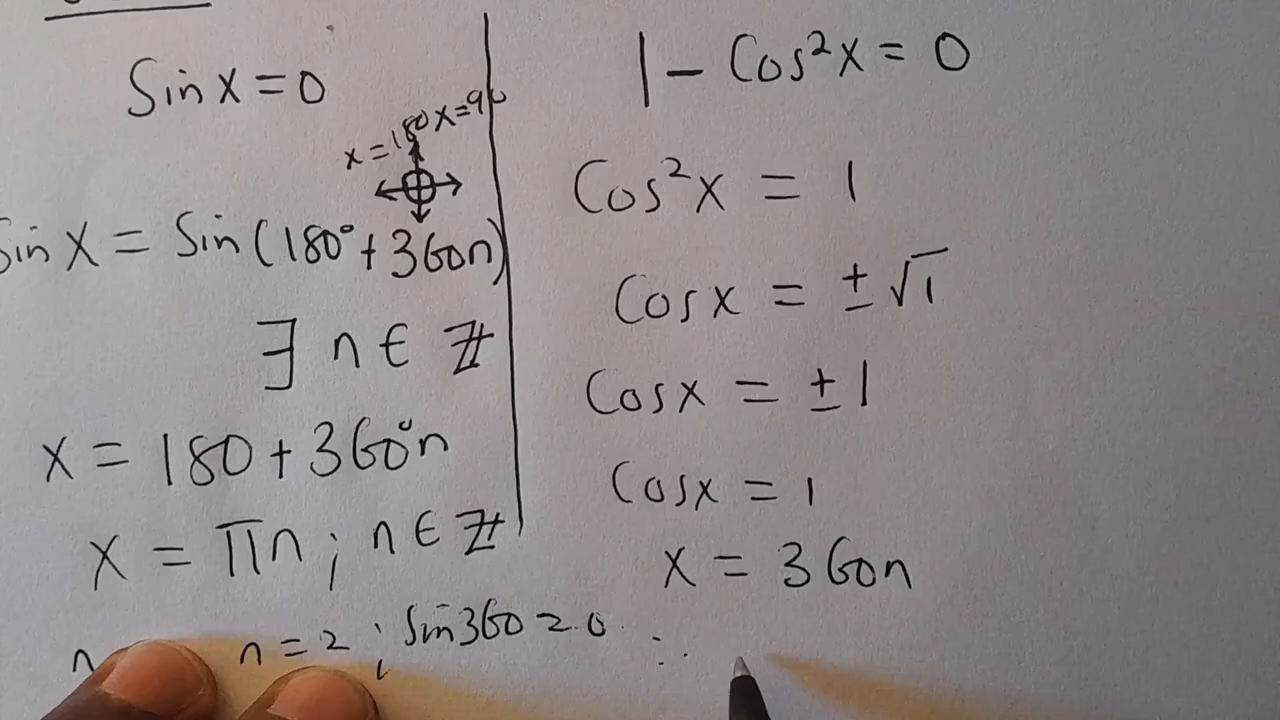 Sin x = 0
x = 180 x = 90
Sin x = Sin(180° + 360n)
∃ n ∈ ℤ
x = 180 + 360°n
x = πn ; n ∈ ℤ
n n = 2 ; Sin 360 = 0
1 - Cos²x = 0
Cos²x = 1
Cos x = ±√1
Cos x = ±1
Cos x = 1
x = 360n